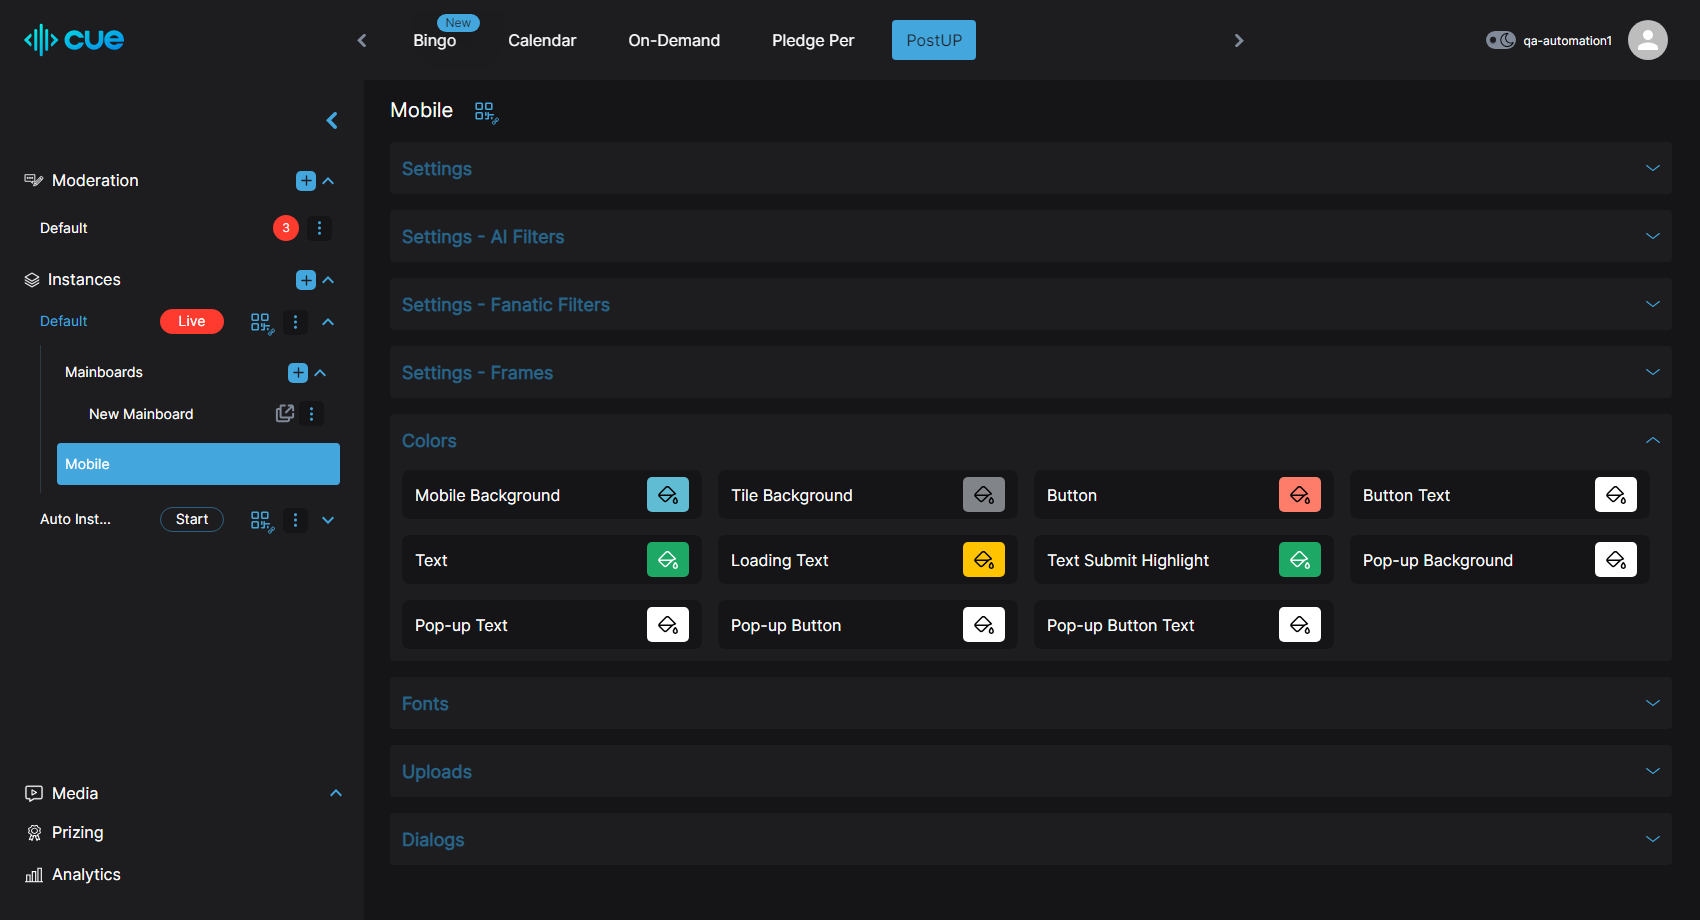 cue
New
Bingo
Calendar
On-Demand
Pledge Per
PostUP
qa-automation1
Moderation
Default
3
Instances
Default
Live
Mainboards
New Mainboard
Mobile
Auto Inst...
Start
Media
Prizing
Analytics
Mobile
Settings
Settings - AI Filters
Settings - Fanatic Filters
Settings - Frames
Colors
Mobile Background
Tile Background
Button
Button Text
Text
Loading Text
Text Submit Highlight
Pop-up Background
Pop-up Text
Pop-up Button
Pop-up Button Text
Fonts
Uploads
Dialogs